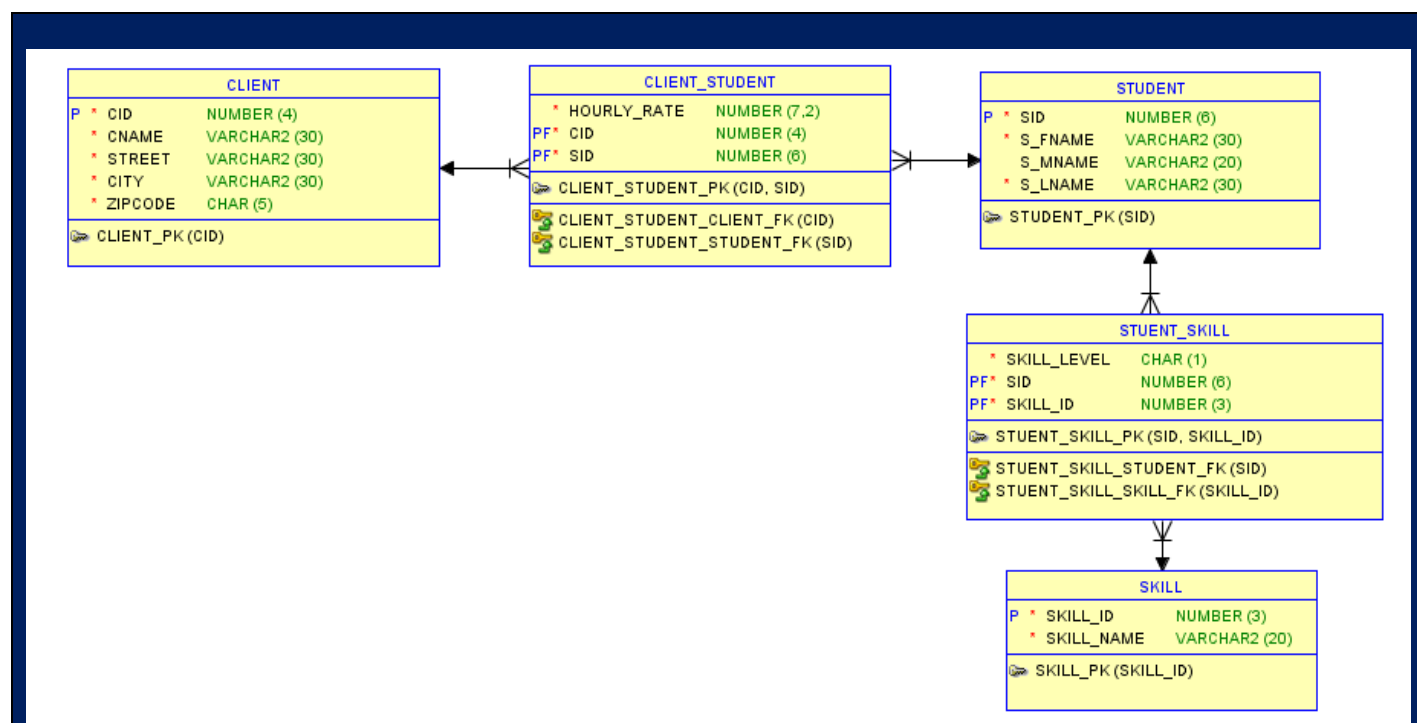 CLIENT
P * CID NUMBER (4)
* CNAME VARCHAR2 (30)
* STREET VARCHAR2 (30)
* CITY VARCHAR2 (30)
* ZIPCODE CHAR (5)
CLIENT_PK (CID)
CLIENT_STUDENT
* HOURLY_RATE NUMBER (7,2)
PF* CID NUMBER (4)
PF* SID NUMBER (6)
CLIENT_STUDENT_PK (CID, SID)
CLIENT_STUDENT_CLIENT_FK (CID)
CLIENT_STUDENT_STUDENT_FK (SID)
STUDENT
P * SID NUMBER (6)
* S_FNAME VARCHAR2 (30)
S_MNAME VARCHAR2 (20)
* S_LNAME VARCHAR2 (30)
STUDENT_PK (SID)
STUENT_SKILL
* SKILL_LEVEL CHAR (1)
PF* SID NUMBER (6)
PF* SKILL_ID NUMBER (3)
STUENT_SKILL_PK (SID, SKILL_ID)
STUENT_SKILL_STUDENT_FK (SID)
STUENT_SKILL_SKILL_FK (SKILL_ID)
SKILL
P * SKILL_ID NUMBER (3)
* SKILL_NAME VARCHAR2 (20)
SKILL_PK (SKILL_ID)